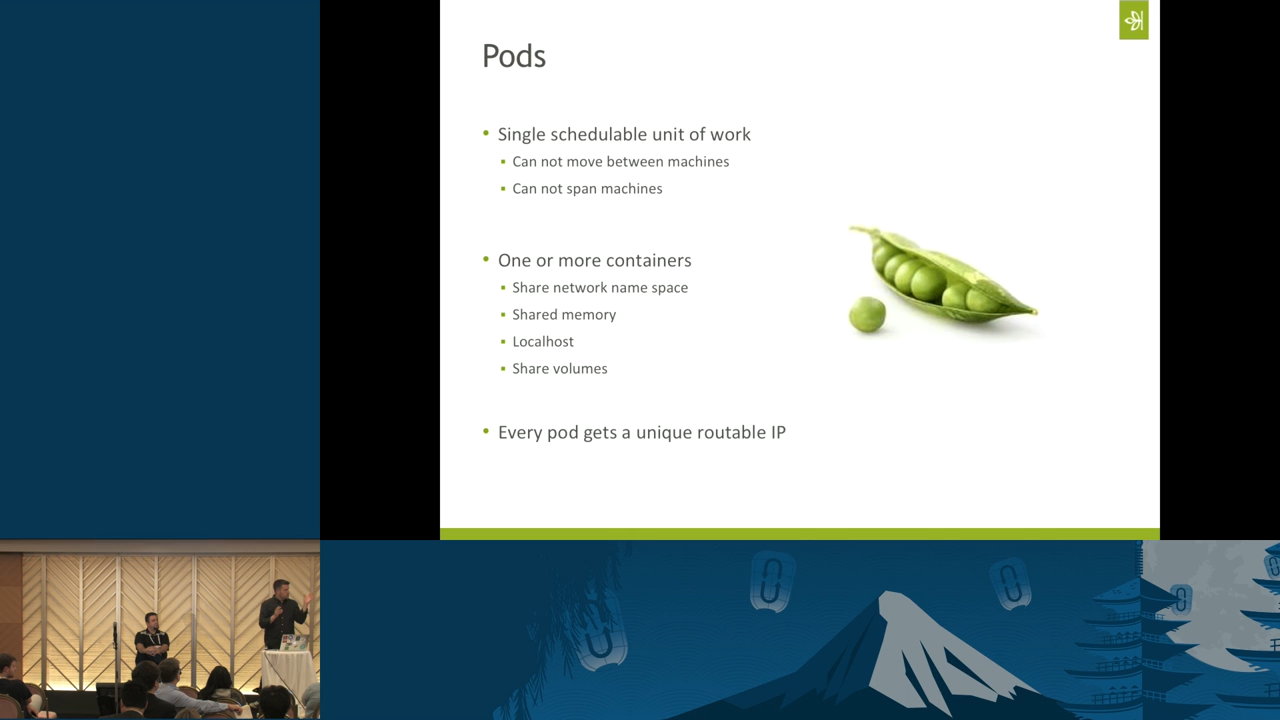 Pods
Single schedulable unit of work
Can not move between machines
Can not span machines
One or more containers
Share network name space
Shared memory
Localhost
Share volumes
Every pod gets a unique routable IP